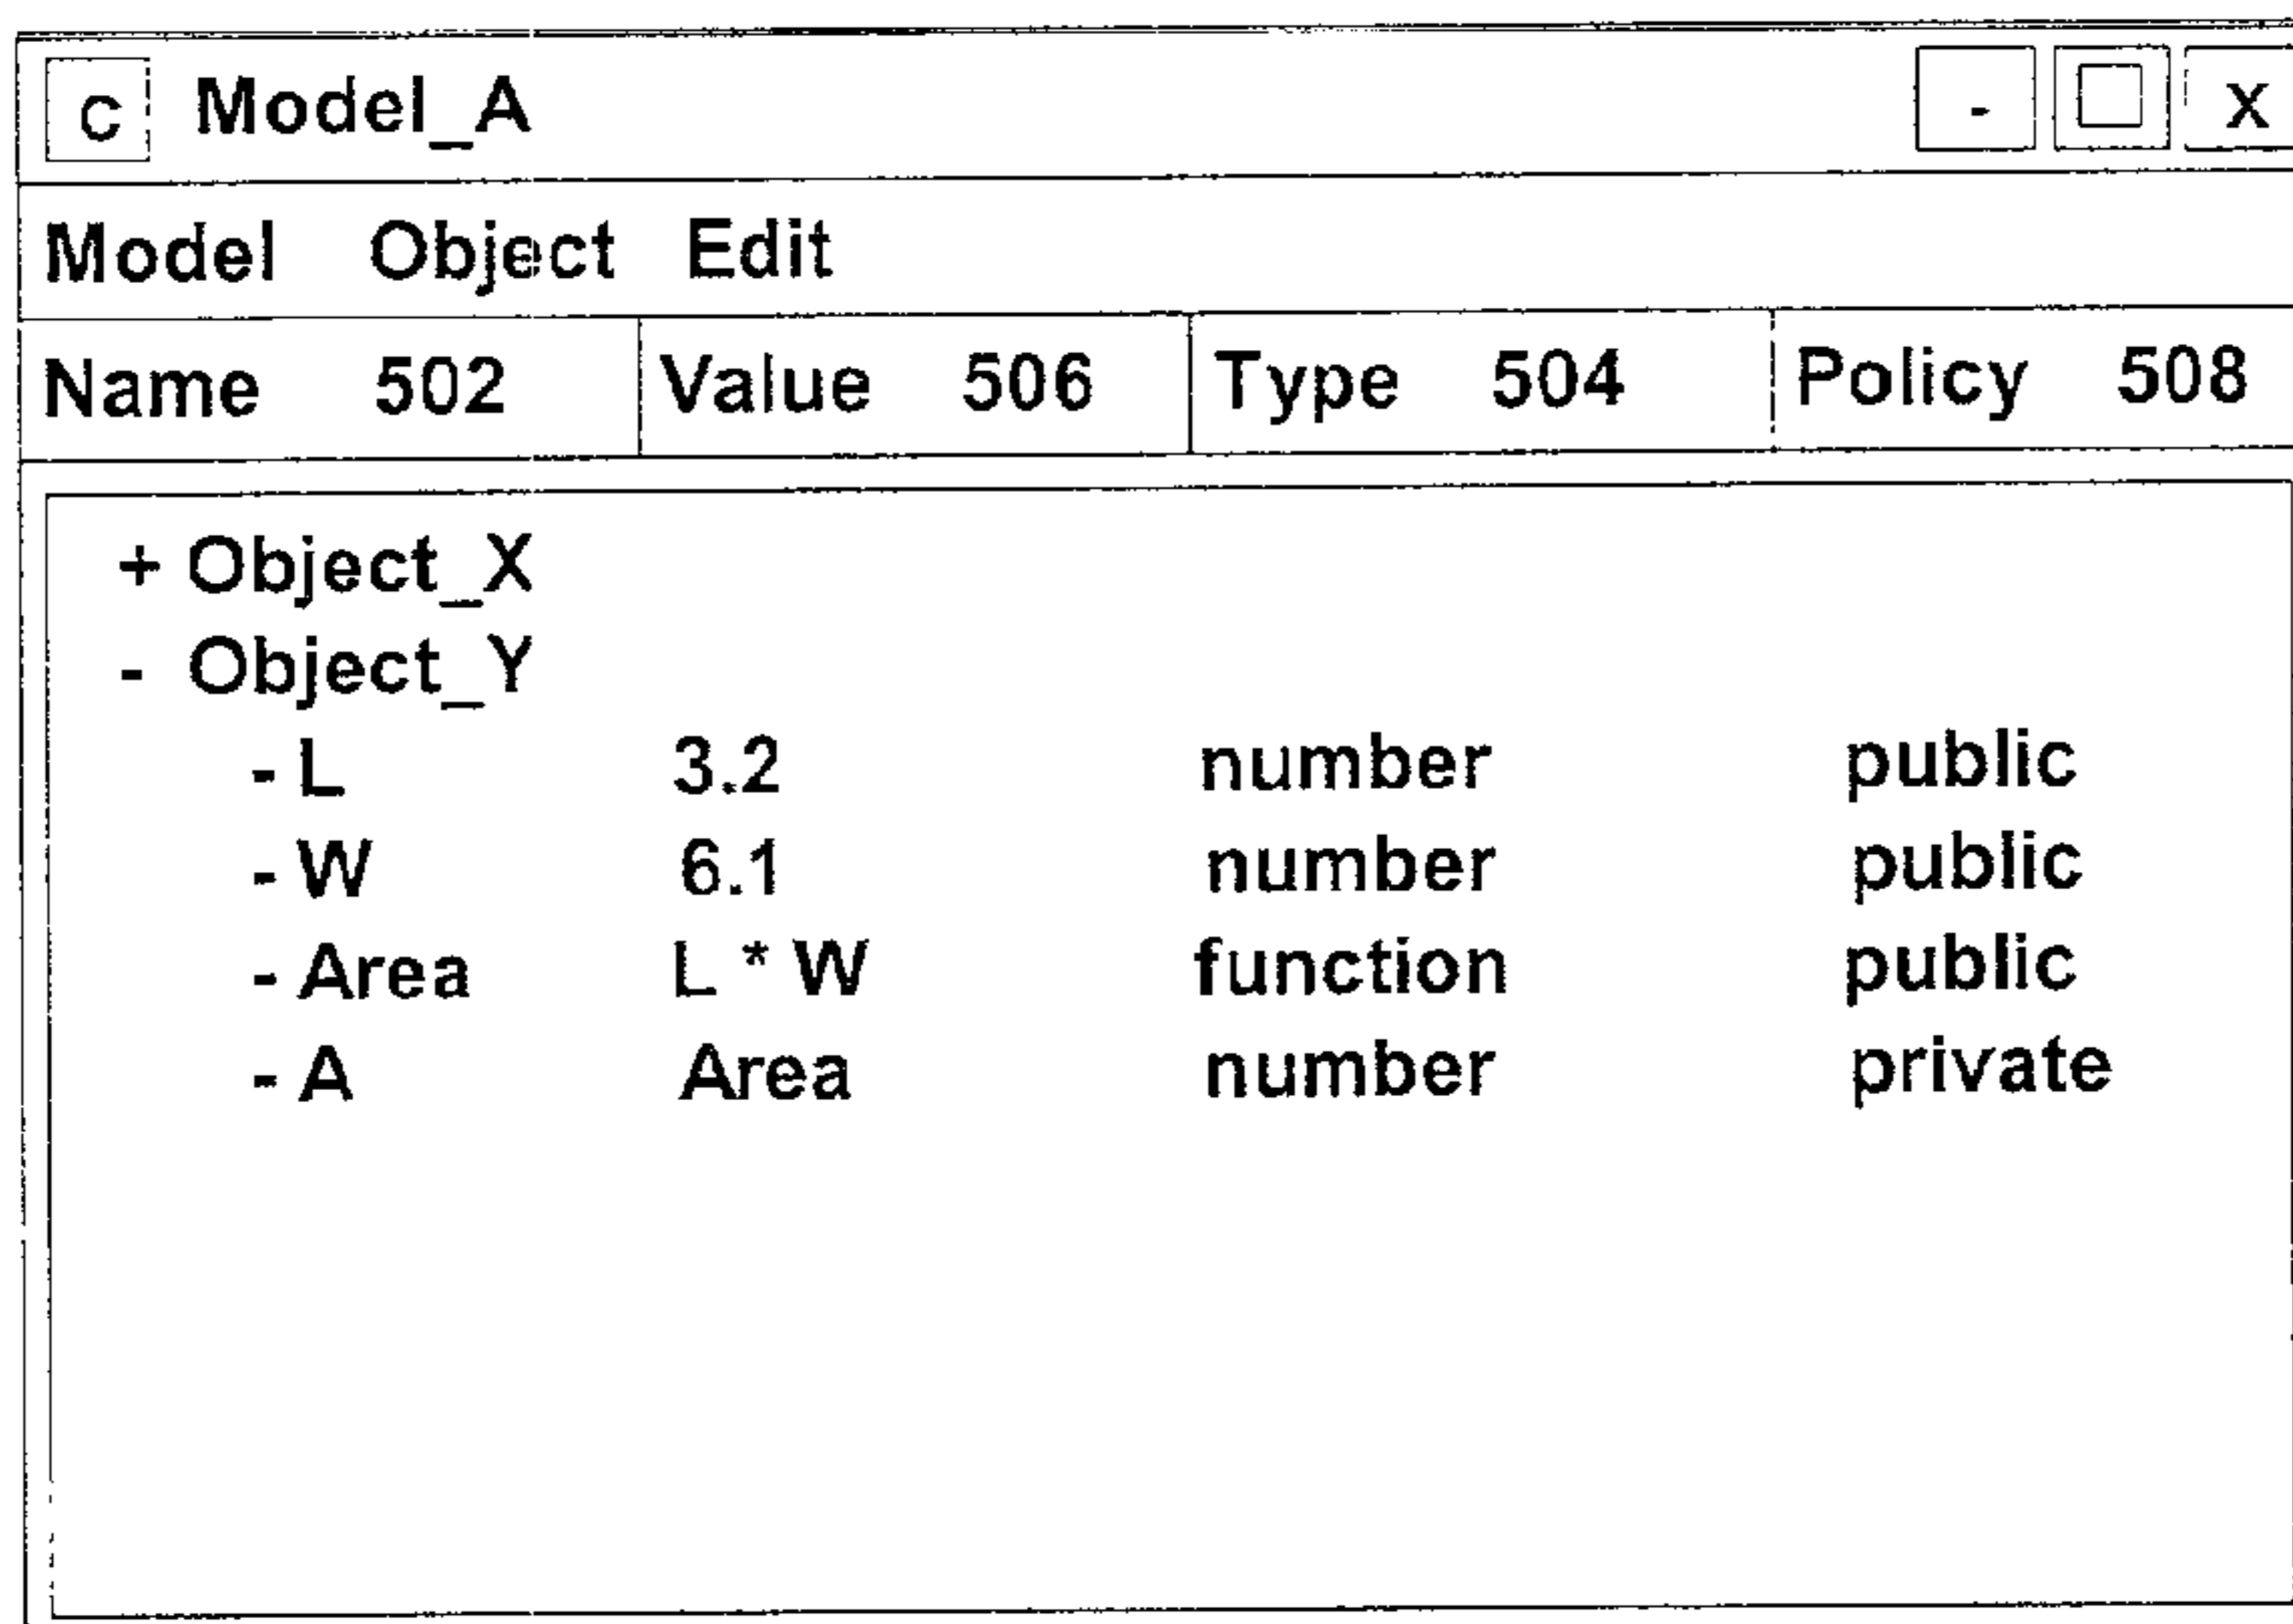 c Model_A - X
Model Object Edit
Name 502 Value 506 Type 504 Policy 508
+ Object_X
- Object_Y
- L 3.2 number public
- W 6.1 number public
- Area L * W function public
- A Area number private